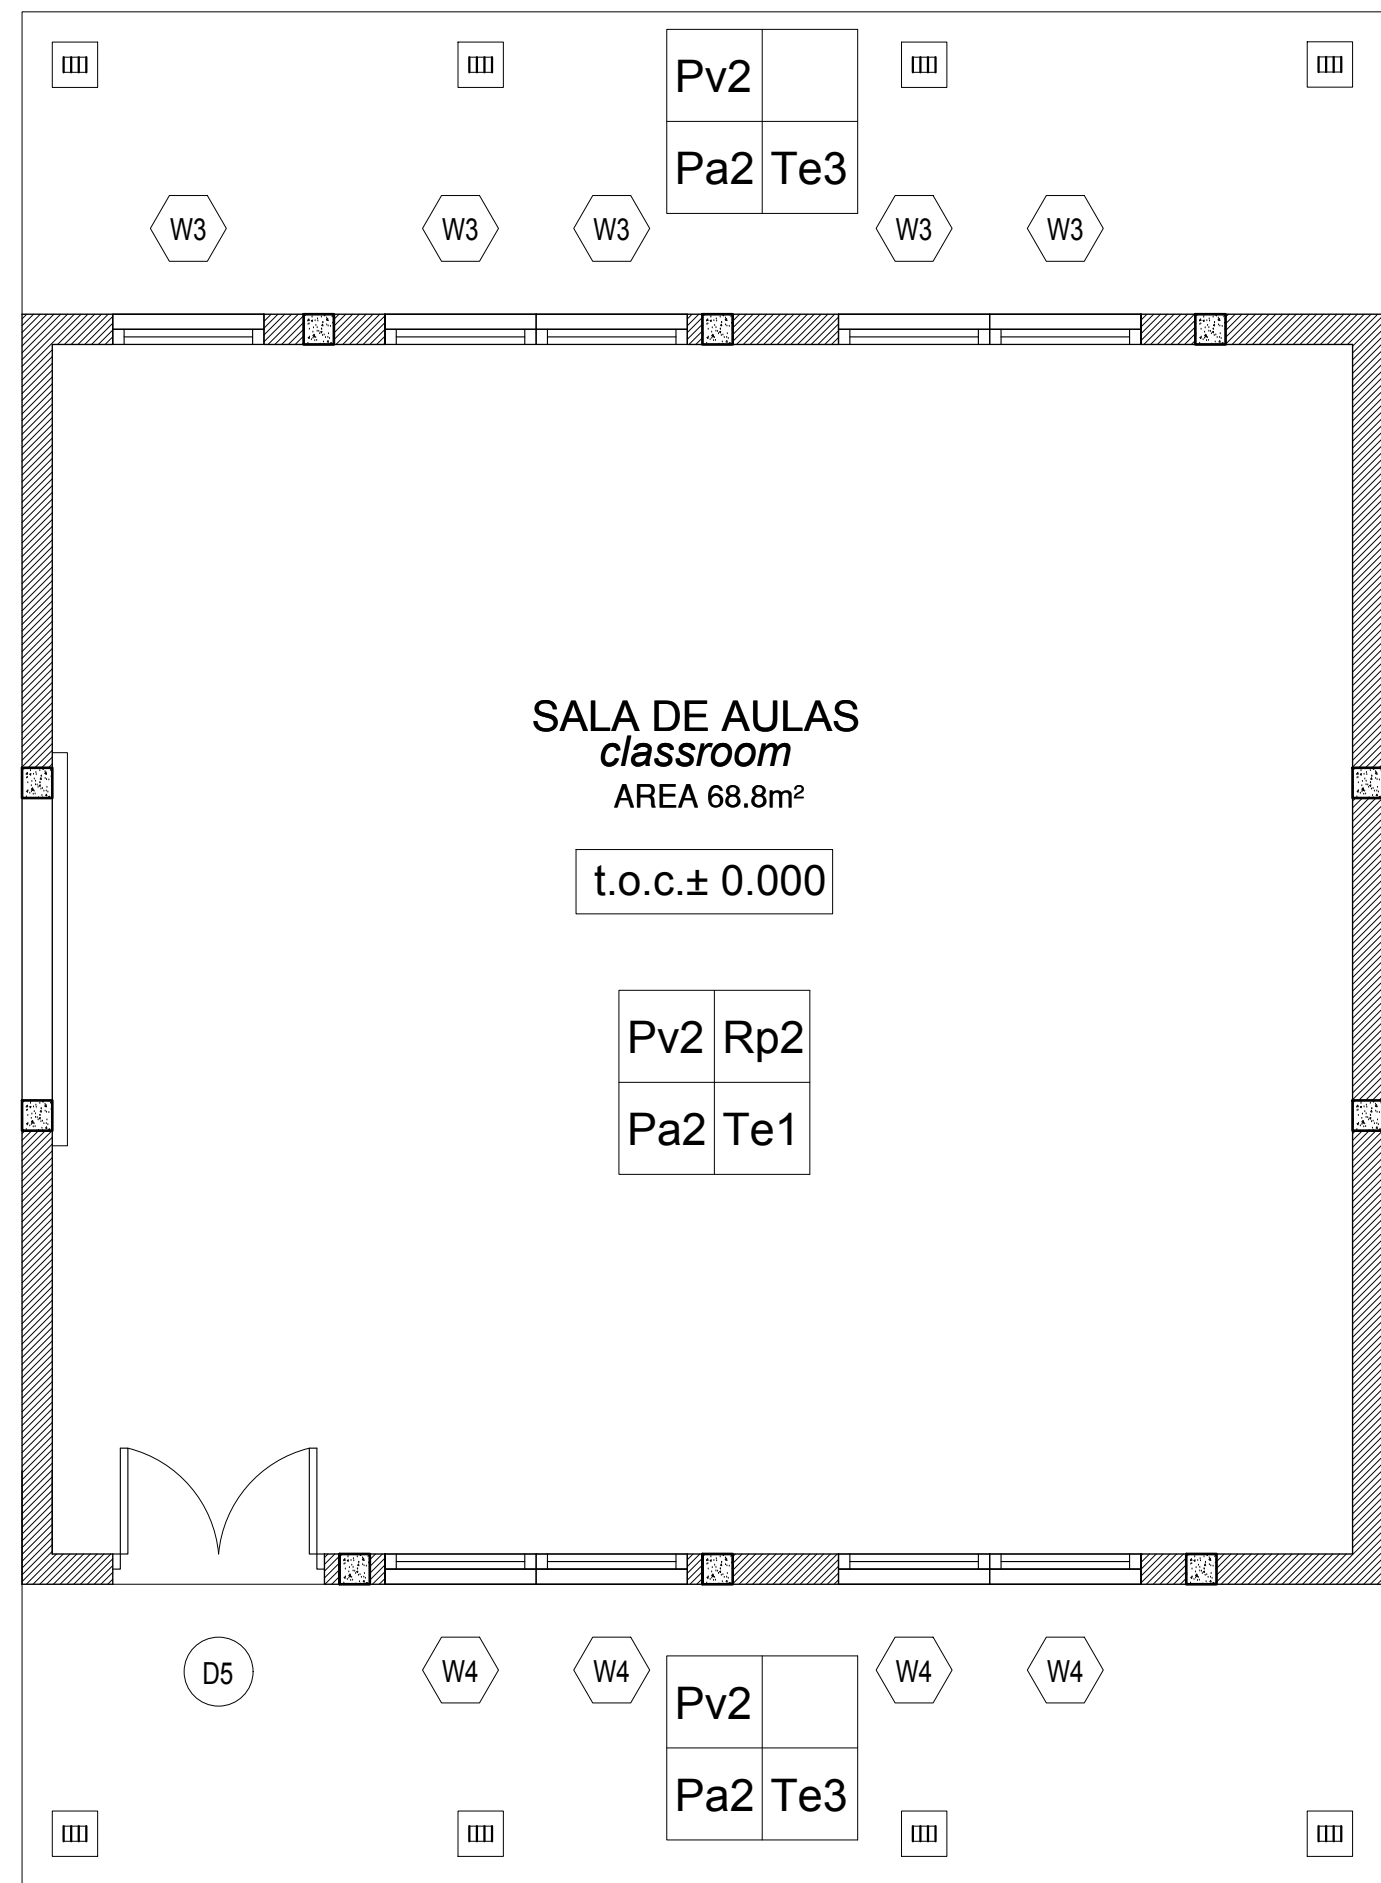 Pv2
Pa2 Te3
W3 W3 W3 W3 W3
SALA DE AULAS
classroom
AREA 68.8m²
t.o.c.± 0.000
Pv2 Rp2
Pa2 Te1
D5 W4 W4 W4 W4
Pv2
Pa2 Te3